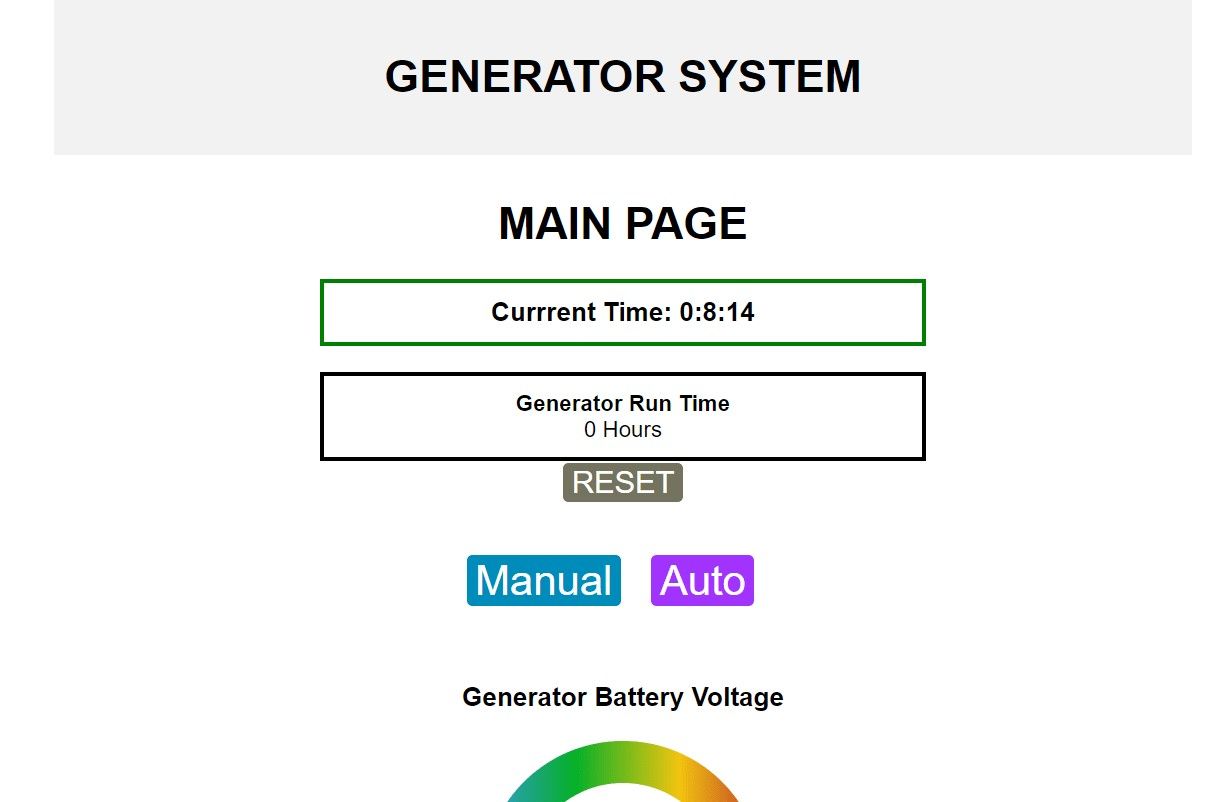 GENERATOR SYSTEM
MAIN PAGE
Currrent Time: 0:8:14
Generator Run Time
0 Hours
RESET
Manual Auto
Generator Battery Voltage